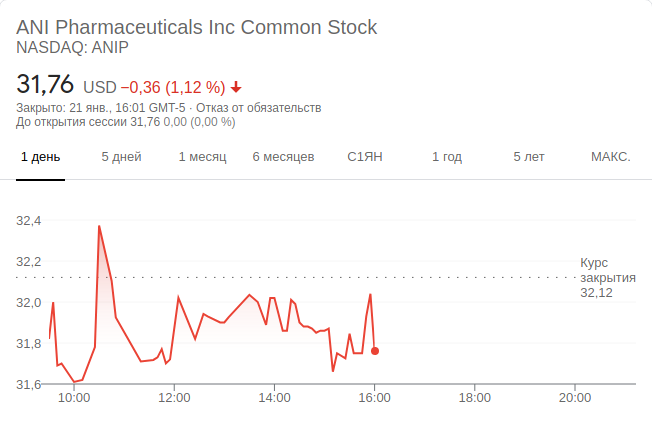 ANI Pharmaceuticals Inc Common Stock
NASDAQ: ANIP
31,76 USD −0,36 (1,12 %)
Закрыто: 21 янв., 16:01 GMT-5 · Отказ от обязательств
До открытия сессии 31,76 0,00 (0,00 %)
1 день 5 дней 1 месяц 6 месяцев С1ЯН 1 год 5 лет МАКС.
32,4
32,2
32,0
31,8
31,6
Курс
закрытия
32,12
10:00 12:00 14:00 16:00 18:00 20:00